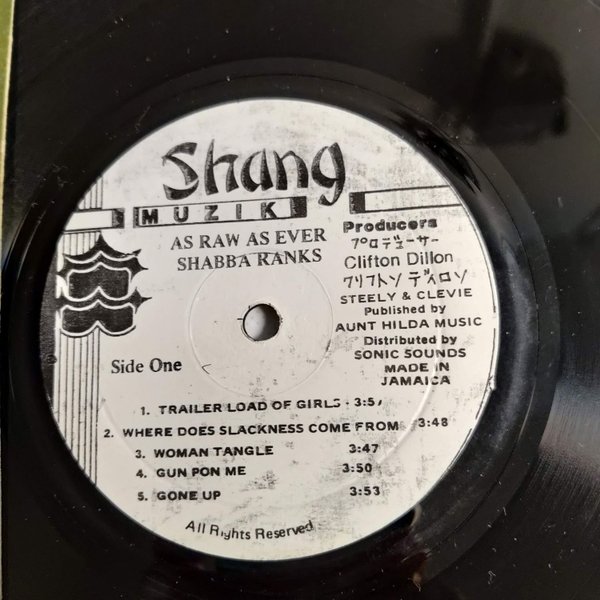 Shang
MUZIK
AS RAW AS EVER
SHABBA RANKS
Producers
プロデューサー
Clifton Dillon
クリフトン ディロン
STEELY & CLEVIE
Published by
AUNT HILDA MUSIC
Distributed by
SONIC SOUNDS
MADE IN
JAMAICA
Side One
1. TRAILER LOAD OF GIRLS - 3:57
2. WHERE DOES SLACKNESS COME FROM 3:48
3. WOMAN TANGLE 3:47
4. GUN PON ME 3:50
5. GONE UP 3:53
All Rights Reserved